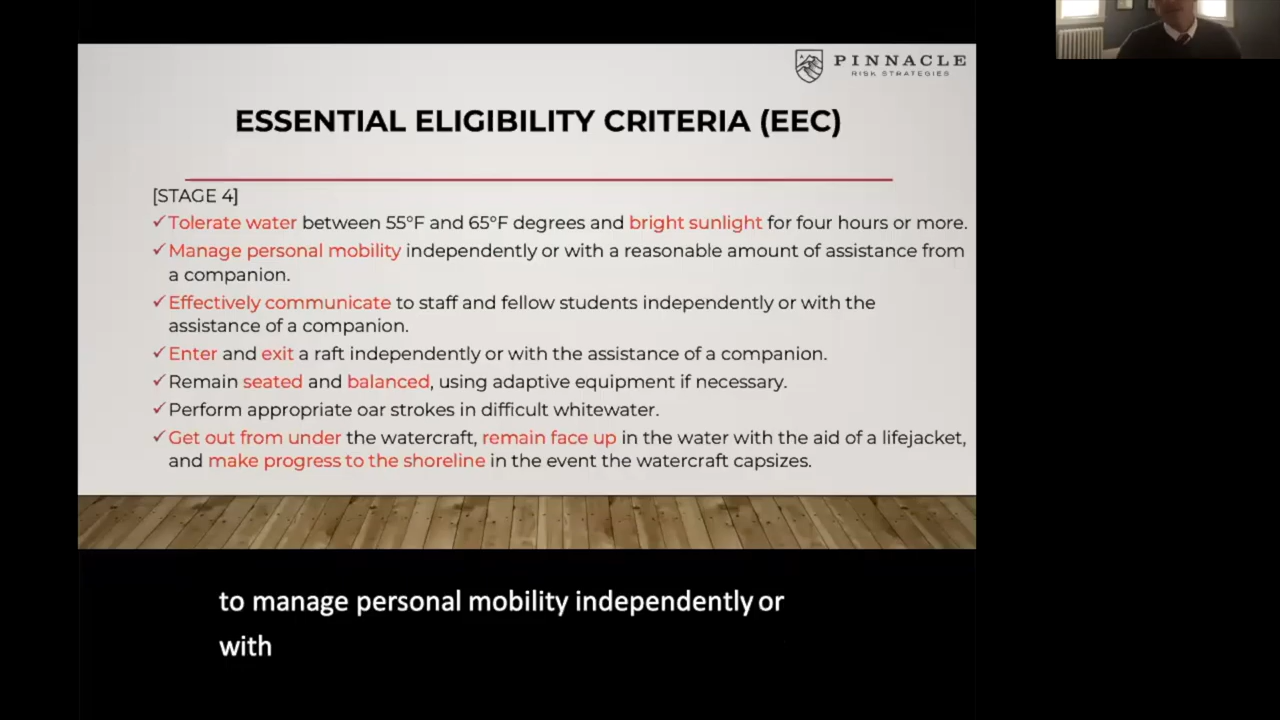 PINNACLE
RISK STRATEGIES
ESSENTIAL ELIGIBILITY CRITERIA (EEC)
[STAGE 4]
✓Tolerate water between 55°F and 65°F degrees and bright sunlight for four hours or more.
✓Manage personal mobility independently or with a reasonable amount of assistance from
a companion.
✓Effectively communicate to staff and fellow students independently or with the
assistance of a companion.
✓Enter and exit a raft independently or with the assistance of a companion.
✓Remain seated and balanced, using adaptive equipment if necessary.
✓Perform appropriate oar strokes in difficult whitewater.
✓Get out from under the watercraft, remain face up in the water with the aid of a lifejacket,
and make progress to the shoreline in the event the watercraft capsizes.
to manage personal mobility independently or
with